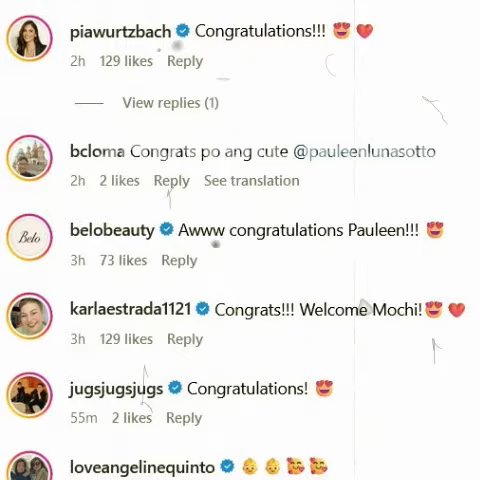 piawurtzbach Congratulations!!! 😍❤️
2h 129 likes Reply
View replies (1)
bcloma Congrats po ang cute @pauleenlunasotto
2h 2 likes Reply See translation
Belo
belobeauty Awww congratulations Pauleen!!! 😍
3h 73 likes Reply
karlaestrada1121 Congrats!!! Welcome Mochi!😍❤️
3h 129 likes Reply
jugsjugsjugs Congratulations! 😍
55m 2 likes Reply
loveangelinequinto 👶👶🥰🥰